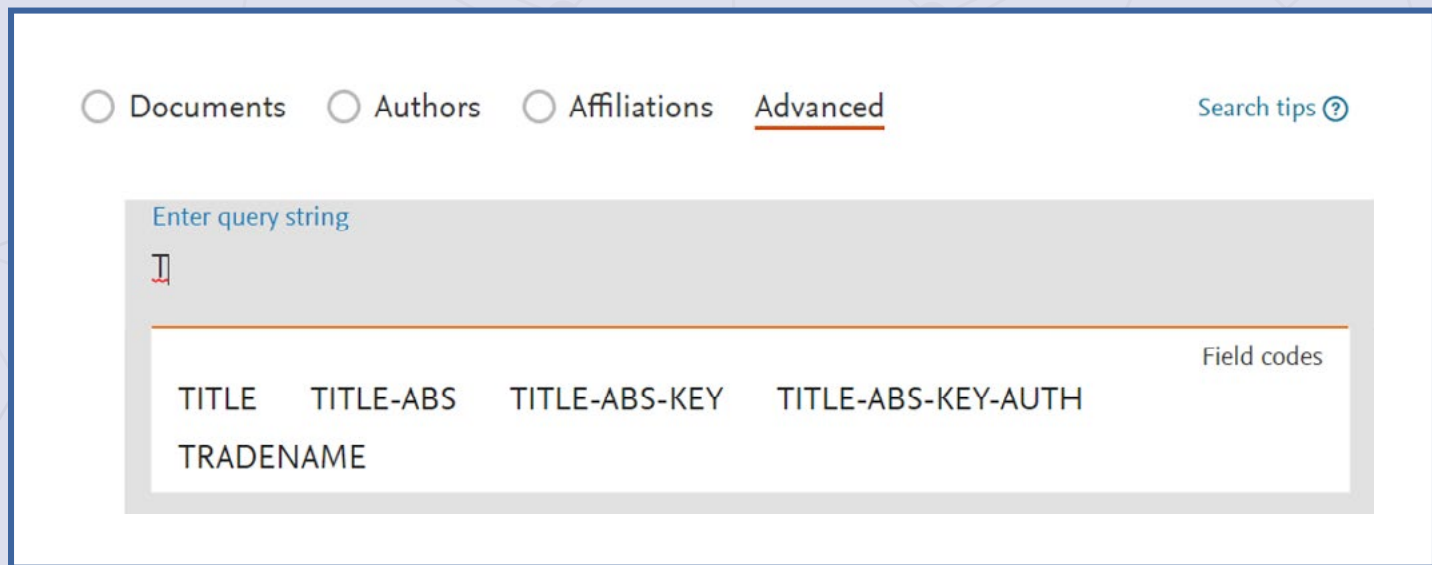 Documents Authors Affiliations Advanced Search tips ?
Enter query string
T
Field codes
TITLE TITLE-ABS TITLE-ABS-KEY TITLE-ABS-KEY-AUTH
TRADENAME